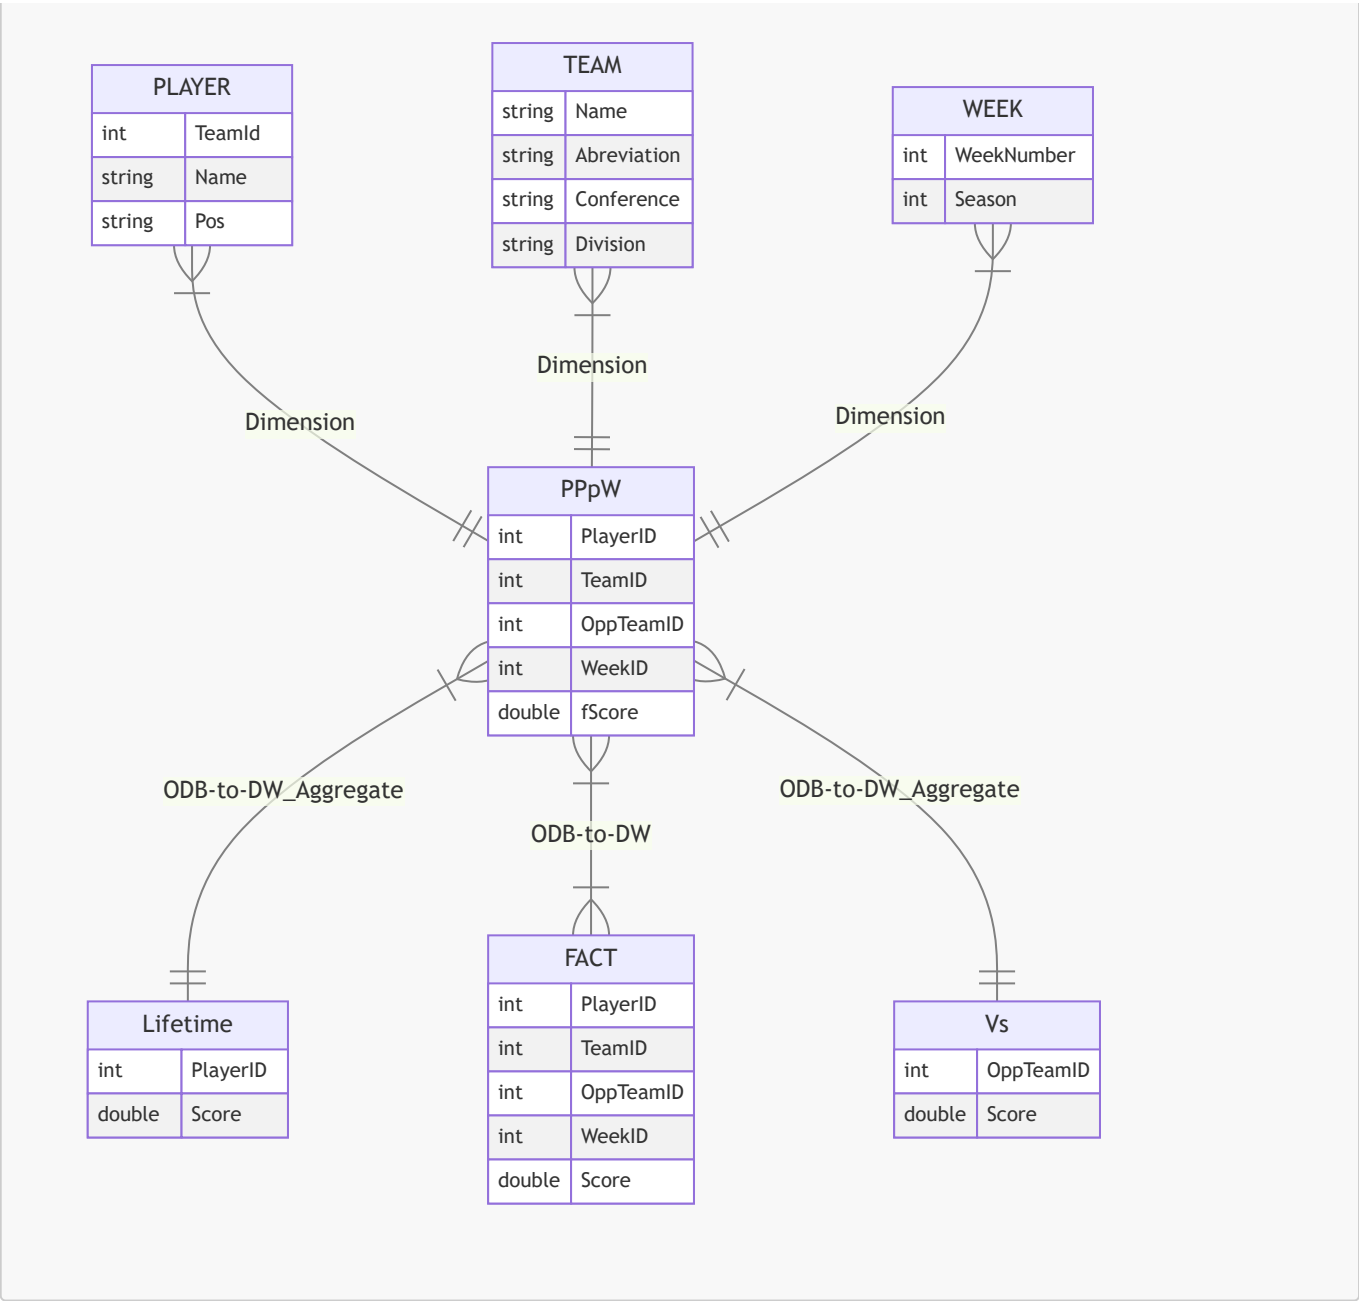 PLAYER
int TeamId
string Name
string Pos
TEAM
string Name
string Abreviation
string Conference
string Division
WEEK
int WeekNumber
int Season
Dimension
Dimension
Dimension
PPpW
int PlayerID
int TeamID
int OppTeamID
int WeekID
double fScore
ODB-to-DW_Aggregate
ODB-to-DW
ODB-to-DW_Aggregate
Lifetime
int PlayerID
double Score
FACT
int PlayerID
int TeamID
int OppTeamID
int WeekID
double Score
Vs
int OppTeamID
double Score